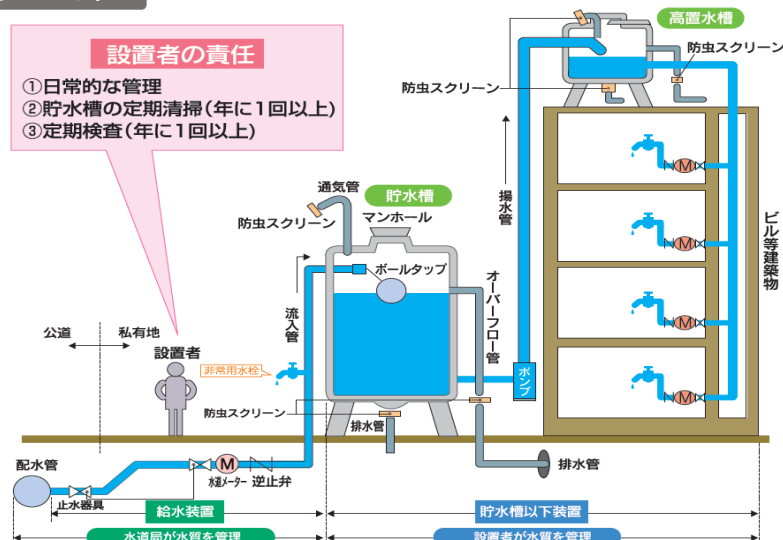 設置者の責任
①日常的な管理
②貯水槽の定期清掃(年に1回以上)
③定期検査(年に1回以上)
高置水槽
防虫スクリーン
防虫スクリーン
揚水管
ビル等建築物
M
M
M
M
通気管
貯水槽
防虫スクリーン
マンホール
ボールタップ
流入管
オーバーフロー管
ポンプ
公道
私有地
設置者
非常用水栓
防虫スクリーン
排水管
排水管
配水管
止水器具
M
水道メーター
逆止弁
給水装置
貯水槽以下装置
水道局が水質を管理
設置者が水質を管理